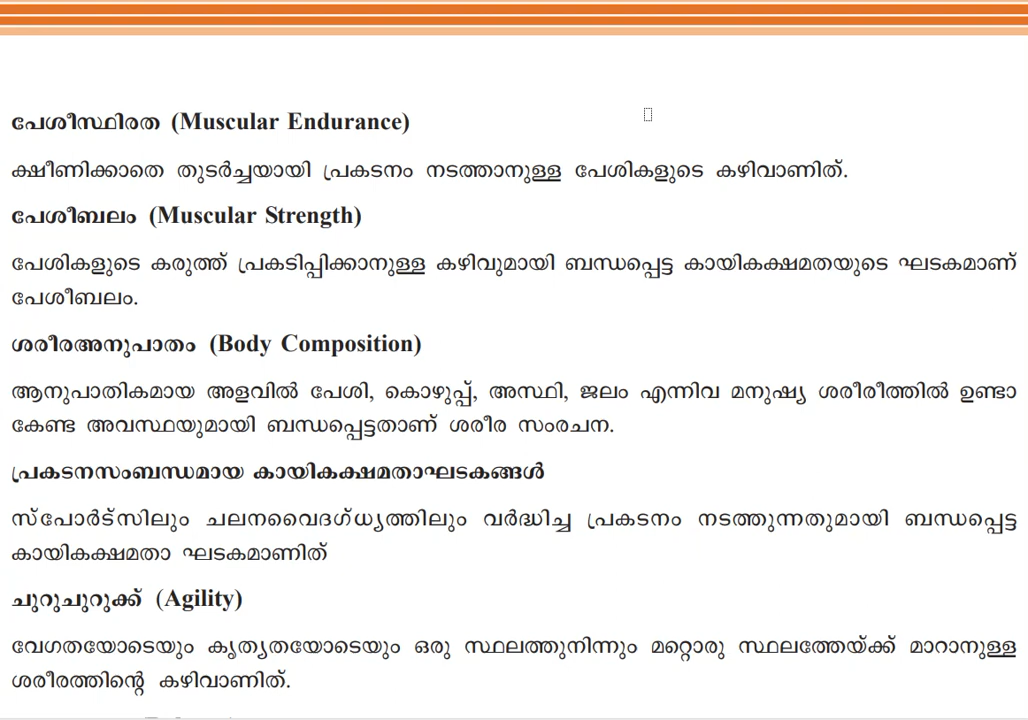 പേശീസ്ഥിരത (Muscular Endurance)
ക്ഷീണിക്കാതെ തുടർച്ചയായി പ്രകടനം നടത്താനുള്ള പേശികളുടെ കഴിവാണിത്.
പേശീബലം (Muscular Strength)
പേശികളുടെ കരുത്ത് പ്രകടിപ്പിക്കാനുള്ള കഴിവുമായി ബന്ധപ്പെട്ട കായികക്ഷമതയുടെ ഘടകമാണ്
പേശീബലം.
ശരീരഅനുപാതം (Body Composition)
ആനുപാതികമായ അളവിൽ പേശി, കൊഴുപ്പ്, അസ്ഥി, ജലം എന്നിവ മനുഷ്യ ശരീരീത്തിൽ ഉണ്ടാ
കേണ്ട അവസ്ഥയുമായി ബന്ധപ്പെട്ടതാണ് ശരീര സംരചന.
പ്രകടനസംബന്ധമായ കായികക്ഷമതാഘടകങ്ങൾ
സ്പോർട്സിലും ചലനവൈദഗ്ധ്യത്തിലും വർദ്ധിച്ച പ്രകടനം നടത്തുന്നതുമായി ബന്ധപ്പെട്ട
കായികക്ഷമതാ ഘടകമാണിത്
ചുറുചുറുക്ക് (Agility)
വേഗതയോടെയും കൃത്യതയോടെയും ഒരു സ്ഥലത്തുനിന്നും മറ്റൊരു സ്ഥലത്തേയ്ക്ക് മാറാനുള്ള
ശരീരത്തിന്റെ കഴിവാണിത്.